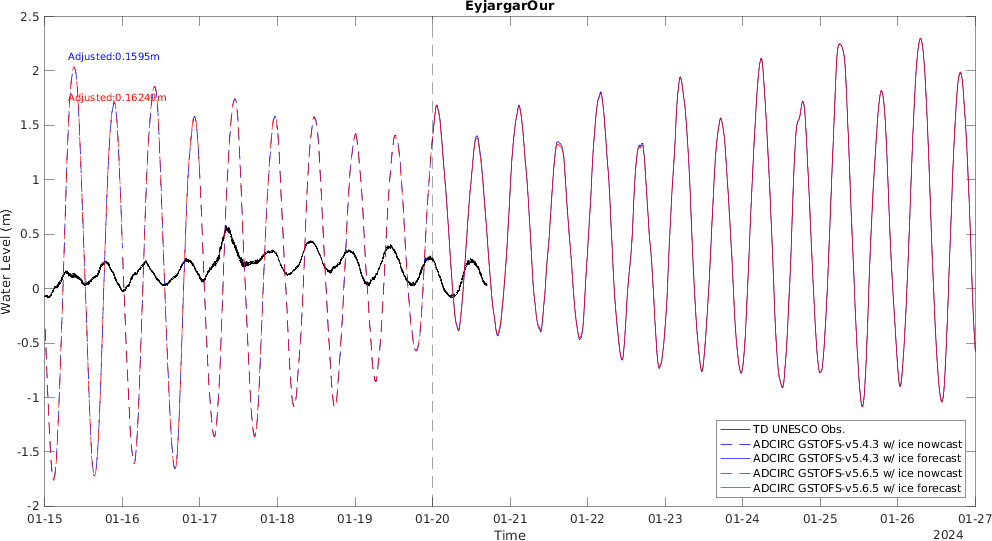 EyjargarOur
2.5
2
1.5
1
0.5
0
-0.5
-1
-1.5
-2
Water Level (m)
Adjusted:0.1595m
Adjusted:0.16249m
TD UNESCO Obs.
ADCIRC GSTOFS-v5.4.3 w/ ice nowcast
ADCIRC GSTOFS-v5.4.3 w/ ice forecast
ADCIRC GSTOFS-v5.6.5 w/ ice nowcast
ADCIRC GSTOFS-v5.6.5 w/ ice forecast
01-15 01-16 01-17 01-18 01-19 01-20 01-21 01-22 01-23 01-24 01-25 01-26 01-27
Time
2024